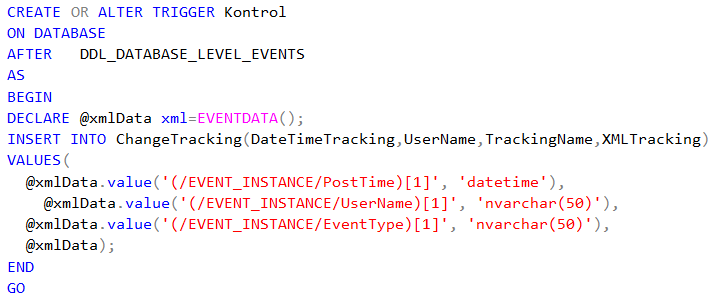 CREATE OR ALTER TRIGGER Kontrol
ON DATABASE
AFTER   DDL_DATABASE_LEVEL_EVENTS
AS
BEGIN
DECLARE @xmlData xml=EVENTDATA();
INSERT INTO ChangeTracking(DateTimeTracking,UserName,TrackingName,XMLTracking)
VALUES(
  @xmlData.value('(/EVENT_INSTANCE/PostTime)[1]', 'datetime'),
    @xmlData.value('(/EVENT_INSTANCE/UserName)[1]', 'nvarchar(50)'),
  @xmlData.value('(/EVENT_INSTANCE/EventType)[1]', 'nvarchar(50)'),
  @xmlData);
END
GO